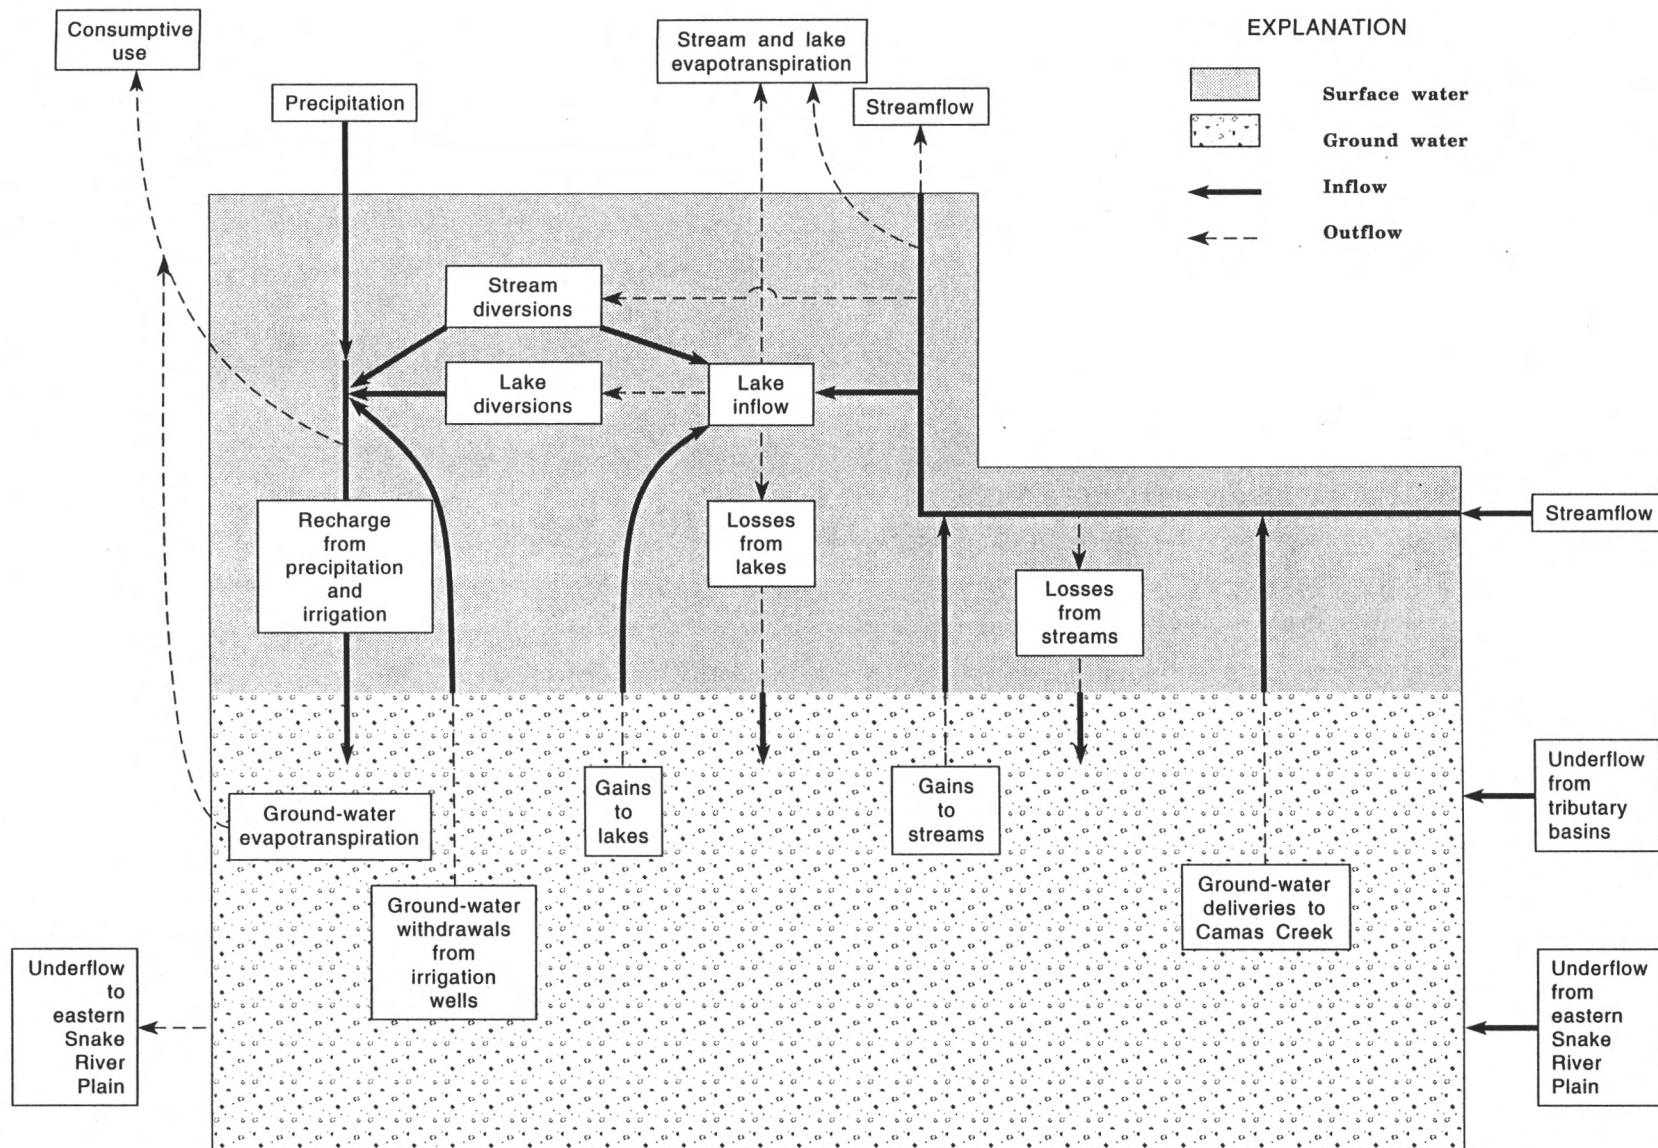 Consumptive
use
Precipitation
Stream and lake
evapotranspiration
Streamflow
EXPLANATION
Surface water
Ground water
Inflow
Outflow
Stream
diversions
Lake
diversions
Lake
inflow
Recharge
from
precipitation
and
irrigation
Losses
from
lakes
Streamflow
Losses
from
streams
Ground-water
evapotranspiration
Gains
to
lakes
Gains
to
streams
Underflow
from
tributary
basins
Ground-water
withdrawals
from
irrigation
wells
Ground-water
deliveries to
Camas Creek
Underflow
to
eastern
Snake
River
Plain
Underflow
from
eastern
Snake
River
Plain